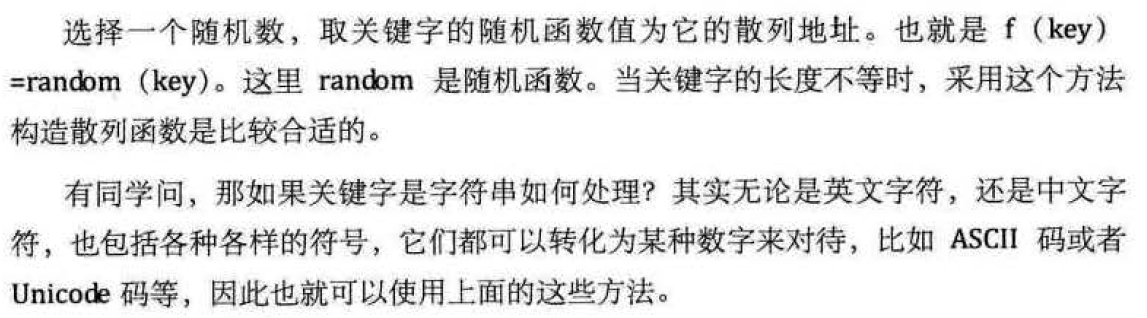 选择一个随机数，取关键字的随机函数值为它的散列地址。也就是 f（key）
=random（key）。这里 random 是随机函数。当关键字的长度不等时，采用这个方法
构造散列函数是比较合适的。
有同学问，那如果关键字是字符串如何处理？其实无论是英文字符，还是中文字
符，也包括各种各样的符号，它们都可以转化为某种数字来对待，比如 ASCII 码或者
Unicode 码等，因此也就可以使用上面的这些方法。